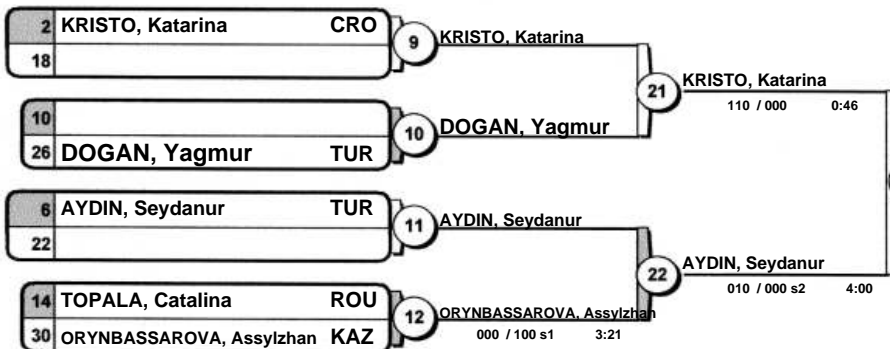 2 KRISTO, Katarina CRO
18
9
KRISTO, Katarina
10
26 DOGAN, Yagmur TUR
10
DOGAN, Yagmur
21
KRISTO, Katarina
110 / 000 0:46
6 AYDIN, Seydanur TUR
22
11
AYDIN, Seydanur
14 TOPALA, Catalina ROU
30 ORYNBASSAROVA, Assylzhan KAZ
12
ORYNBASSAROVA, Assylzhan
000 / 100 s1 3:21
22
AYDIN, Seydanur
010 / 000 s2 4:00